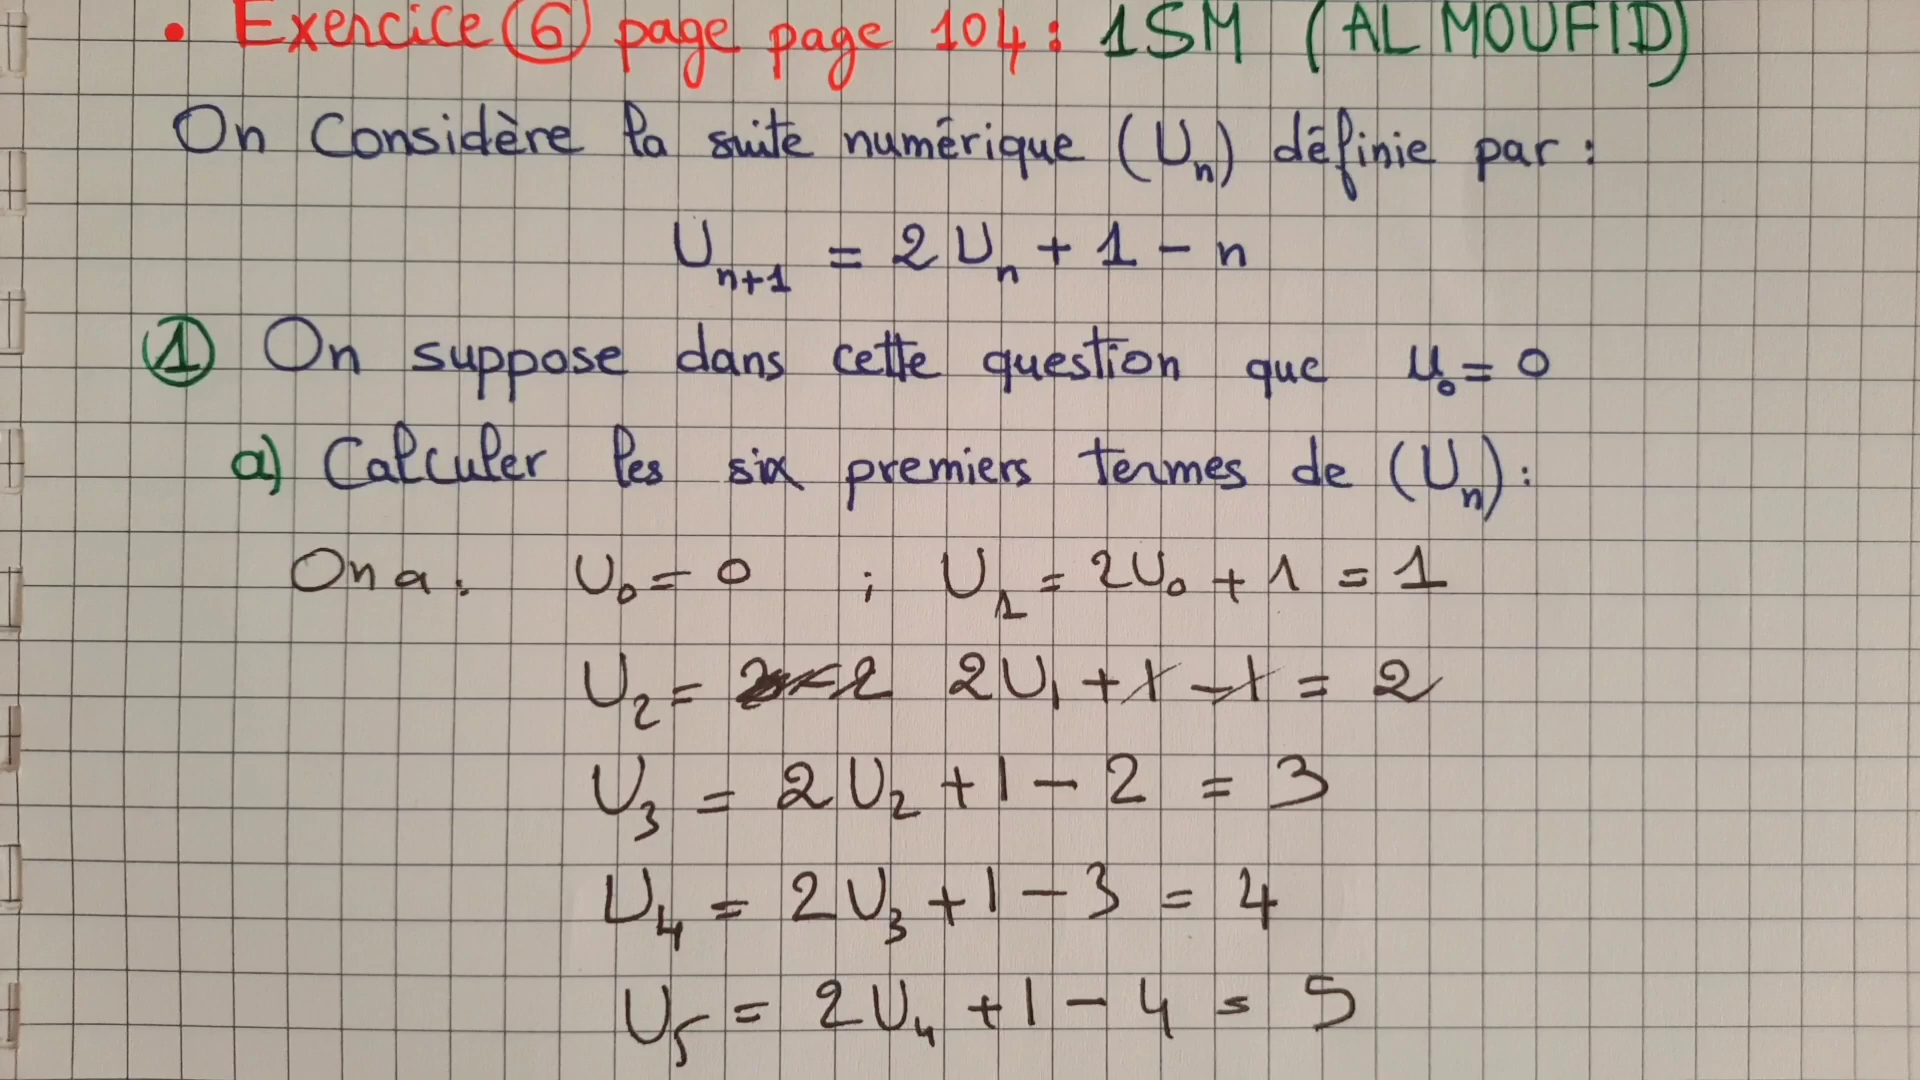 • Exercice ⑥ page page 104 : 1SM (AL MOUFID)
On Considère la suite numérique (Uₙ) définie par :
Uₙ₊₁ = 2Uₙ + 1 - n
① On suppose dans cette question que u₀ = 0
a) Calculer les six premiers termes de (Uₙ) :
On a : U₀ = 0 ; U₁ = 2U₀ + 1 = 1
U₂ = 2U₁ + 1 - 1 = 2
U₃ = 2U₂ + 1 - 2 = 3
U₄ = 2U₃ + 1 - 3 = 4
U₅ = 2U₄ + 1 - 4 = 5